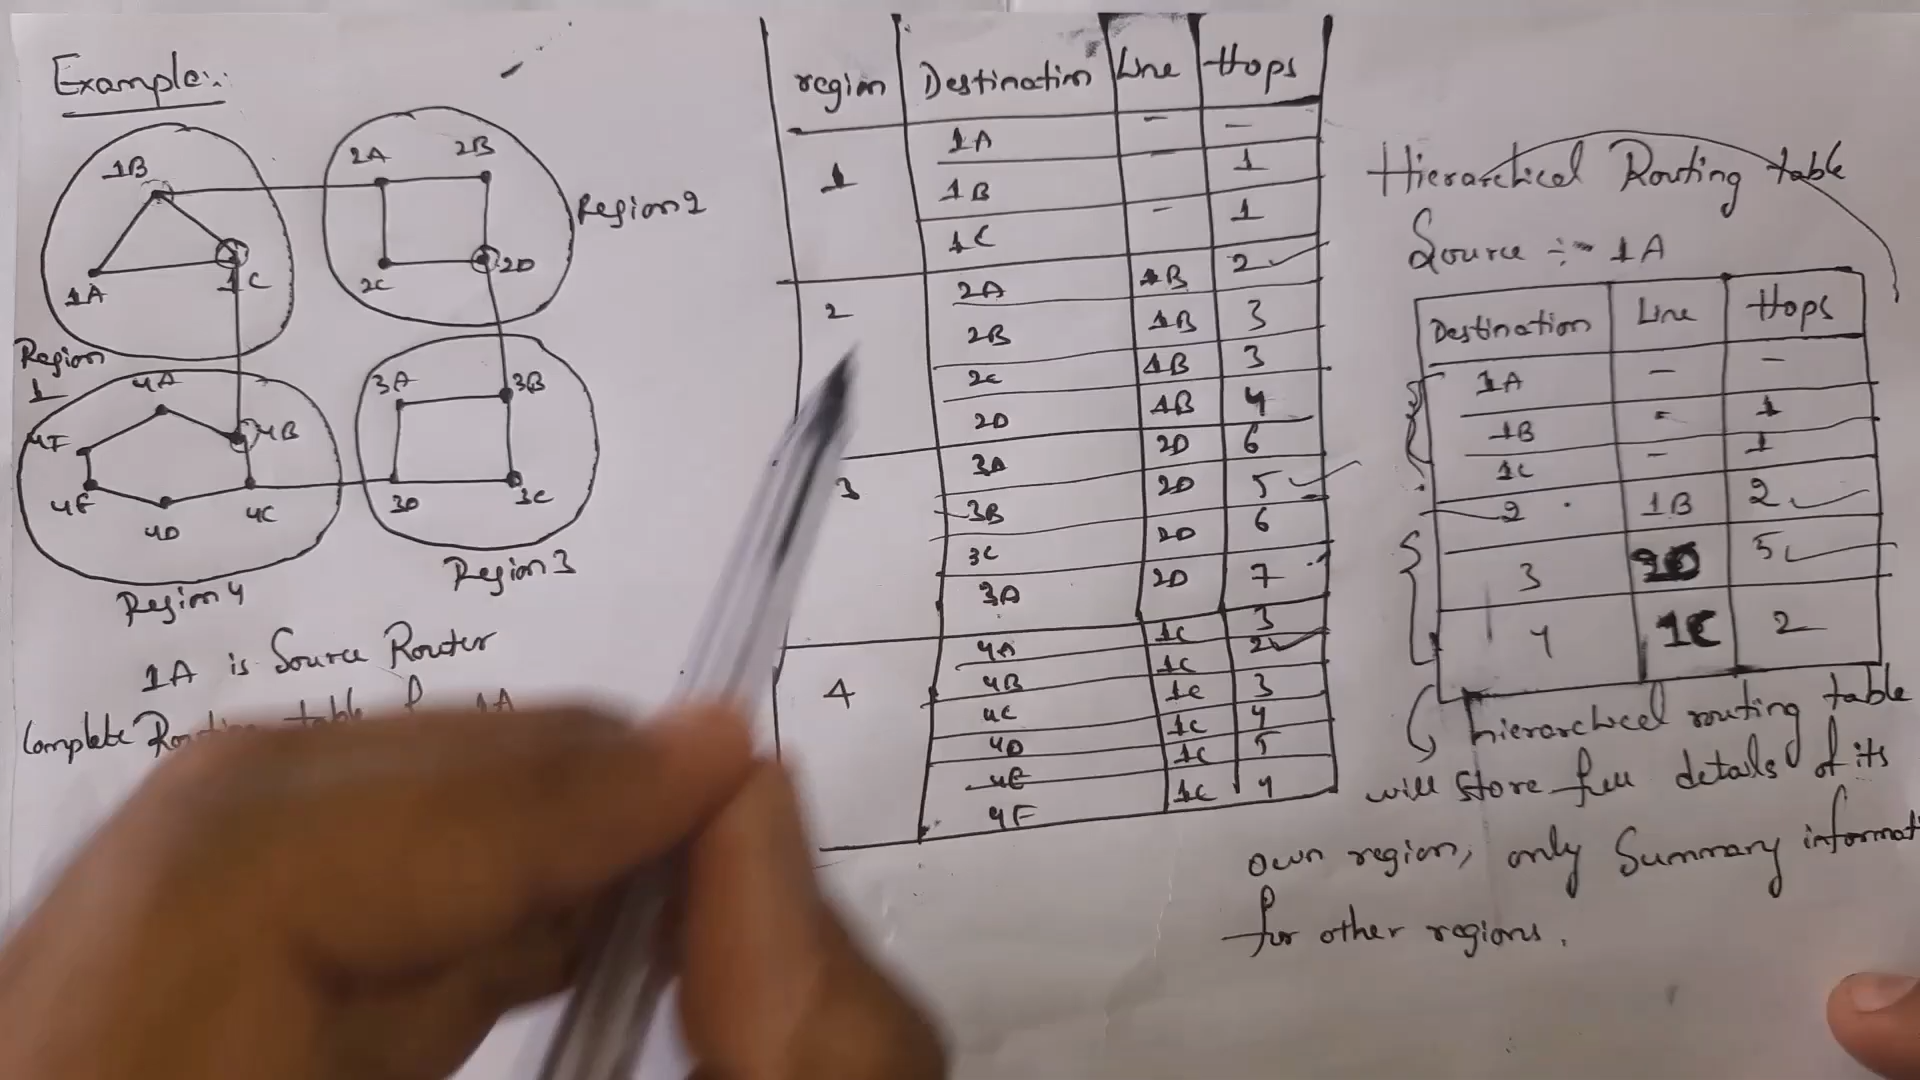 Example:
1B
2A 2B
Region 2
1A 1C 2C 2D
Region
1
4A 3A 3B
4F 4B
4E 4D 4C 3D 3C
Region 3
Region 4
1A is Source Router
Complete Routing table 1A
region Destination Line Hops
1 1A - -
1B - 1
1C - 1
2 2A 1B 2
2B 1B 3
2C 1B 3
2D 1B 4
3 3A 2D 6
3B 2D 5
3C 2D 6
3A 2D 7
4 4A 1C 3
4B 1C 2
4C 1C 3
4D 1C 4
4E 1C 5
4F 1C 4
Hierarchical Routing table
Source :- 1A
Destination Line Hops
1A - -
1B - 1
1C - 1
2 1B 2
3 5
4 1C 2
hierarchical routing table
will store full details of its
own region, only Summary informat
for other regions.